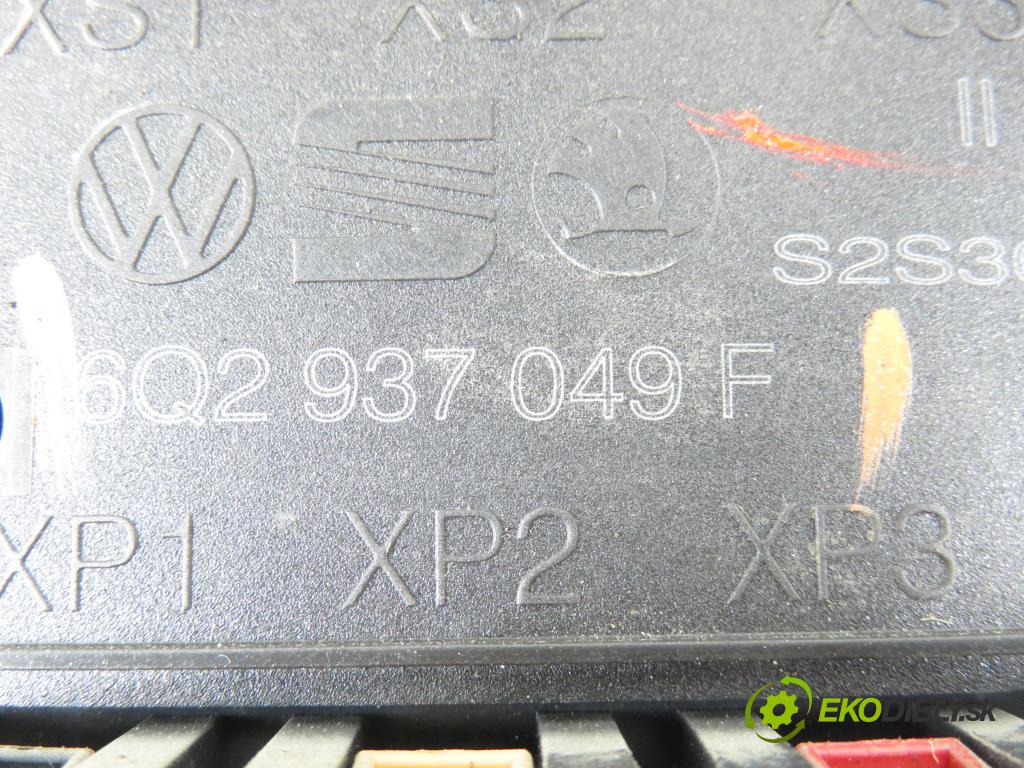 XS1 XS2
II
S2S3
6Q2 937 049 F
XP1 XP2 XP3
EKODIELY.SK